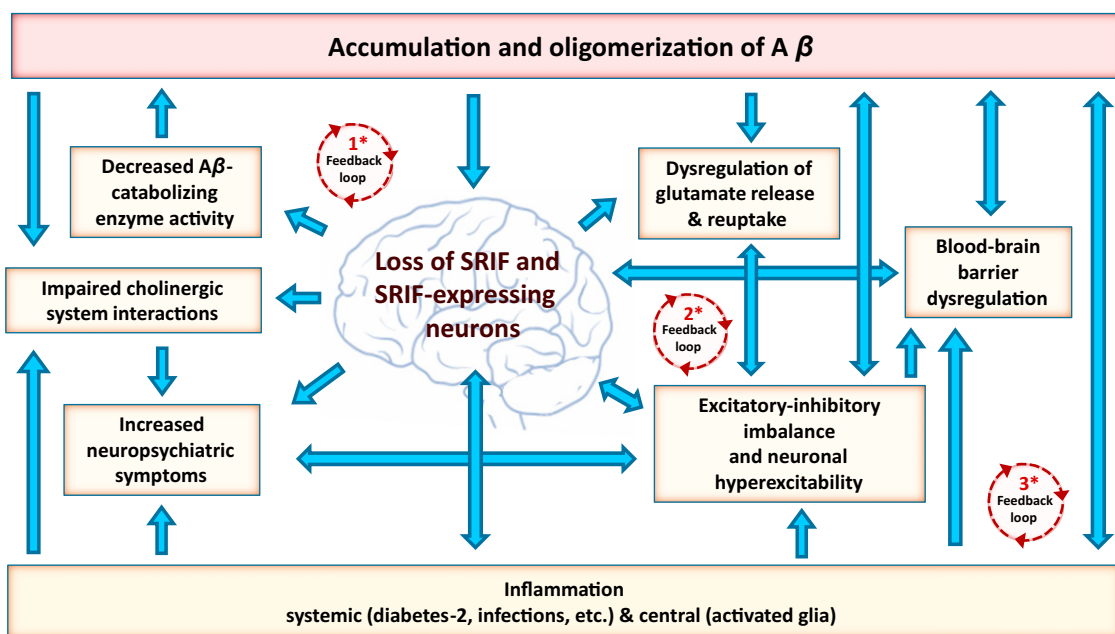 Accumulation and oligomerization of A β
Decreased Aβ-
catabolizing
enzyme activity
1*
Feedback
loop
Dysregulation of
glutamate release
& reuptake
Loss of SRIF and
SRIF-expressing
neurons
Blood-brain
barrier
dysregulation
Impaired cholinergic
system interactions
2*
Feedback
loop
Increased
neuropsychiatric
symptoms
Excitatory-inhibitory
imbalance
and neuronal
hyperexcitability
3*
Feedback
loop
Inflammation
systemic (diabetes-2, infections, etc.) & central (activated glia)